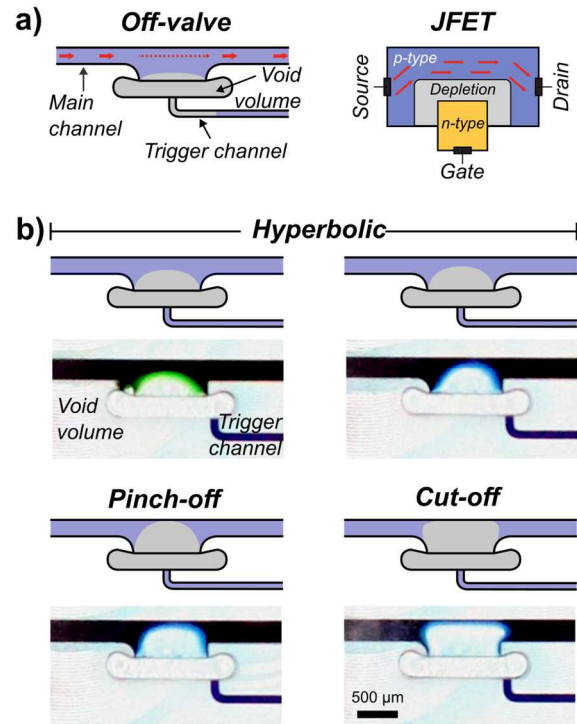 a)
Off-valve
JFET
Main
channel
Void
volume
Trigger channel
Source
p-type
Depletion
n-type
Gate
Drain
b)
Hyperbolic
Void
volume
Trigger
channel
Pinch-off
Cut-off
500 µm